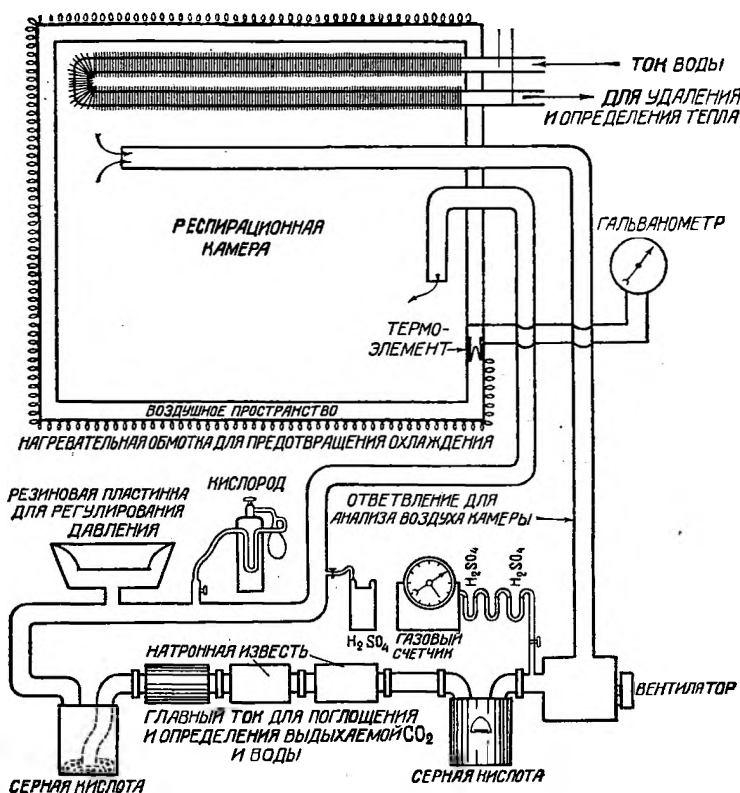 ТОК ВОДЫ
ДЛЯ УДАЛЕНИЯ
И ОПРЕДЕЛЕНИЯ ТЕПЛА
РЕСПИРАЦИОННАЯ
КАМЕРА
ГАЛЬВАНОМЕТР
ТЕРМО-
ЭЛЕМЕНТ
ВОЗДУШНОЕ ПРОСТРАНСТВО
НАГРЕВАТЕЛЬНАЯ ОБМОТКА ДЛЯ ПРЕДОТВРАЩЕНИЯ ОХЛАЖДЕНИЯ
РЕЗИНОВАЯ ПЛАСТИНКА
ДЛЯ РЕГУЛИРОВАНИЯ
ДАВЛЕНИЯ
КИСЛОРОД
ОТВЕТВЛЕНИЕ ДЛЯ
АНАЛИЗА ВОЗДУХА КАМЕРЫ
H₂SO₄
H₂SO₄
H₂SO₄
ГАЗОВЫЙ
СЧЕТЧИК
НАТРОННАЯ ИЗВЕСТЬ
ВЕНТИЛЯТОР
ГЛАВНЫЙ ТОК ДЛЯ ПОГЛОЩЕНИЯ
И ОПРЕДЕЛЕНИЯ ВЫДЫХАЕМОЙ CO₂
И ВОДЫ
СЕРНАЯ КИСЛОТА
СЕРНАЯ КИСЛОТА